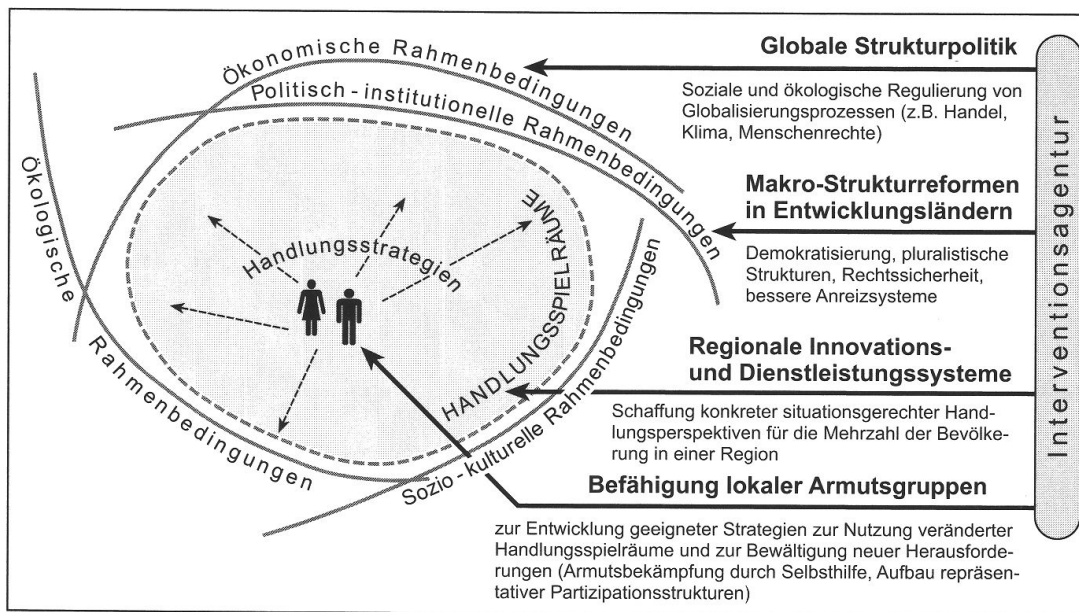 Ökonomische Rahmenbedingungen
Politisch - institutionelle Rahmenbedingungen
Ökologische Rahmenbedingungen
Sozio - kulturelle Rahmenbedingungen
HANDLUNGSSPIELRÄUME
Handlungsstrategien
Globale Strukturpolitik
Soziale und ökologische Regulierung von
Globalisierungsprozessen (z.B. Handel,
Klima, Menschenrechte)
Makro-Strukturreformen
in Entwicklungsländern
Demokratisierung, pluralistische
Strukturen, Rechtssicherheit,
bessere Anreizsysteme
Regionale Innovations-
und Dienstleistungssysteme
Schaffung konkreter situationsgerechter Hand-
lungsperspektiven für die Mehrzahl der Bevölke-
rung in einer Region
Befähigung lokaler Armutsgruppen
zur Entwicklung geeigneter Strategien zur Nutzung veränderter
Handlungsspielräume und zur Bewältigung neuer Herausforde-
rungen (Armutsbekämpfung durch Selbsthilfe, Aufbau repräsen-
tativer Partizipationsstrukturen)
Interventionsagentur